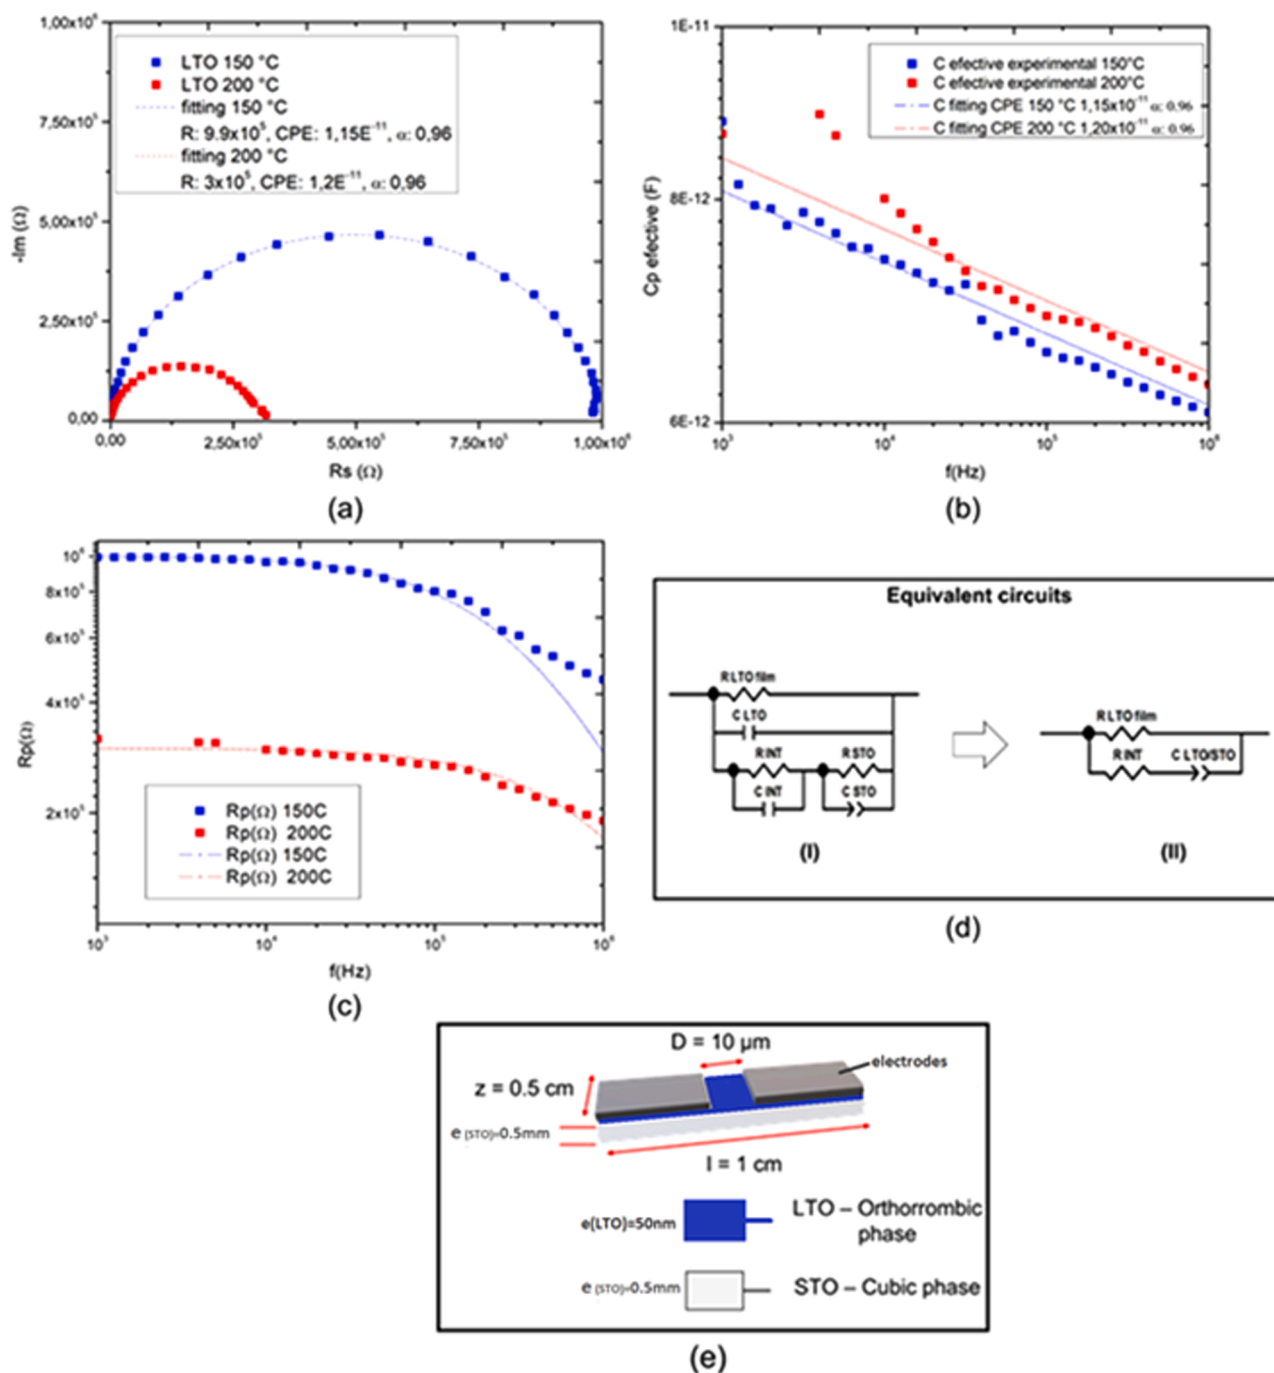 1,00x10⁶
7,50x10⁵
5,00x10⁵
2,50x10⁵
0,00
-Im (Ω)
LTO 150 °C
LTO 200 °C
fitting 150 °C
R: 9.9x10⁵, CPE: 1,15E⁻¹¹, α: 0,96
fitting 200 °C
R: 3x10⁵, CPE: 1,2E⁻¹¹, α: 0,96
0,00
2,50x10⁵
5,00x10⁵
7,50x10⁵
1,00x10⁶
Rs (Ω)
(a)
1E-11
8E-12
6E-12
Cp efective (F)
C efective experimental 150°C
C efective experimental 200°C
C fitting CPE 150 °C 1,15x10⁻¹¹ α: 0.96
C fitting CPE 200 °C 1,20x10⁻¹¹ α: 0.96
10³
10⁴
10⁵
10⁶
f(Hz)
(b)
10⁶
8x10⁵
6x10⁵
4x10⁵
2x10⁵
Rp(Ω)
Rp(Ω) 150C
Rp(Ω) 200C
Rp(Ω) 150C
Rp(Ω) 200C
10³
10⁴
10⁵
10⁶
f(Hz)
(c)
Equivalent circuits
R LTO film
C LTO
R INT
R STO
C INT
C STO
(I)
R LTO film
R INT
C LTO/STO
(II)
(d)
D = 10 µm
electrodes
z = 0.5 cm
e (STO)=0.5mm
l = 1 cm
e(LTO)=50nm
LTO – Orthorrombic
phase
e (STO)=0.5mm
STO – Cubic phase
(e)